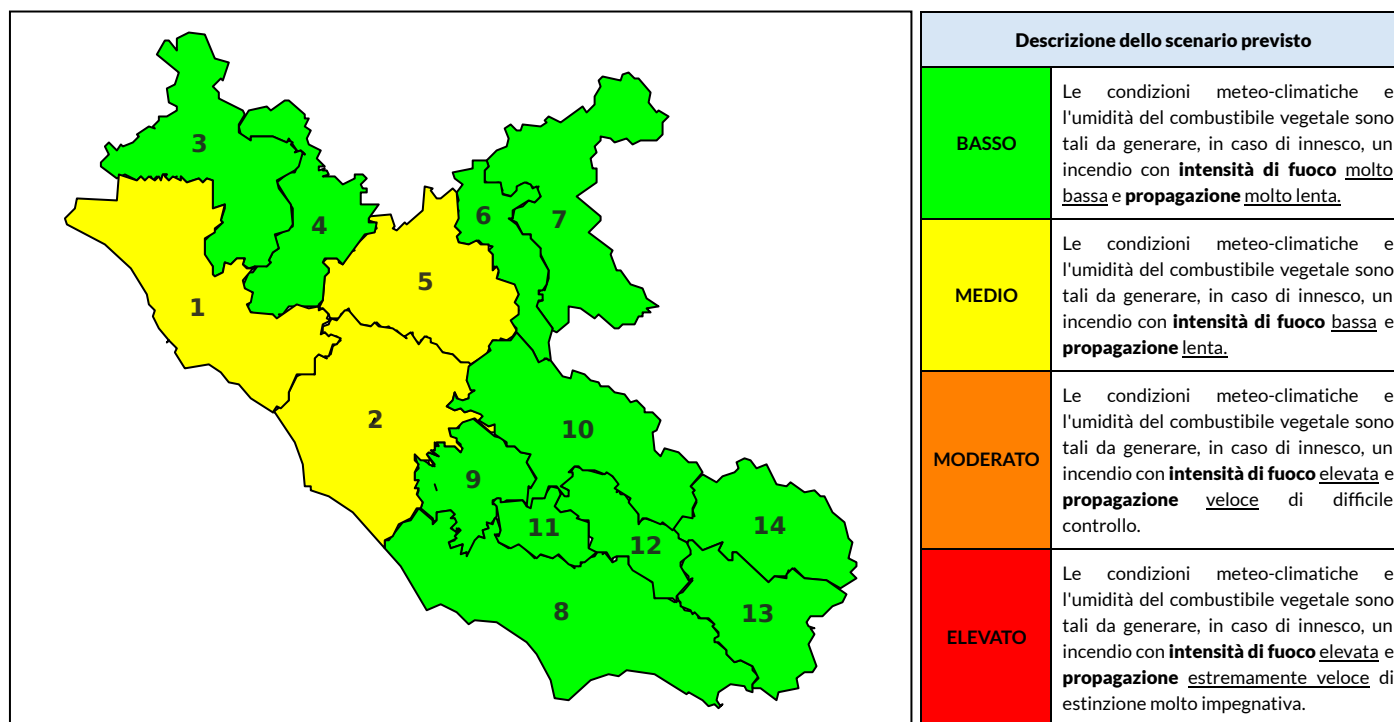 3
4
6
7
5
1
2
10
9
11
12
14
8
13
Descrizione dello scenario previsto
BASSO
Le condizioni meteo-climatiche e
l'umidità del combustibile vegetale sono
tali da generare, in caso di innesco, un
incendio con intensità di fuoco molto
bassa e propagazione molto lenta.
MEDIO
Le condizioni meteo-climatiche e
l'umidità del combustibile vegetale sono
tali da generare, in caso di innesco, un
incendio con intensità di fuoco bassa e
propagazione lenta.
MODERATO
Le condizioni meteo-climatiche e
l'umidità del combustibile vegetale sono
tali da generare, in caso di innesco, un
incendio con intensità di fuoco elevata e
propagazione veloce di difficile
controllo.
ELEVATO
Le condizioni meteo-climatiche e
l'umidità del combustibile vegetale sono
tali da generare, in caso di innesco, un
incendio con intensità di fuoco elevata e
propagazione estremamente veloce di
estinzione molto impegnativa.